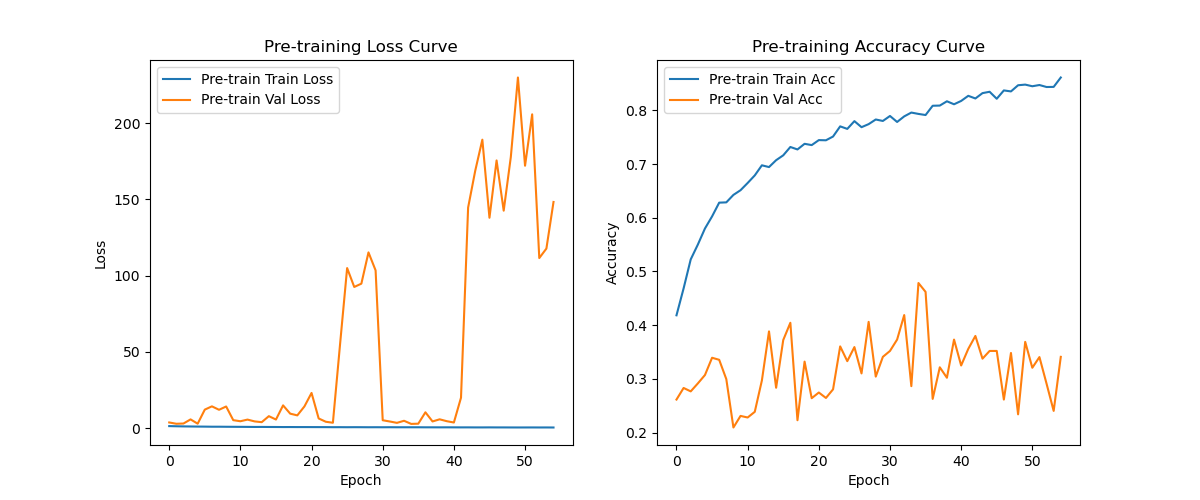 Pre-training Loss Curve
Pre-train Train Loss
Pre-train Val Loss
200
150
100
50
0
Loss
0 10 20 30 40 50
Epoch
Pre-training Accuracy Curve
Pre-train Train Acc
Pre-train Val Acc
0.8
0.7
0.6
0.5
0.4
0.3
0.2
Accuracy
0 10 20 30 40 50
Epoch